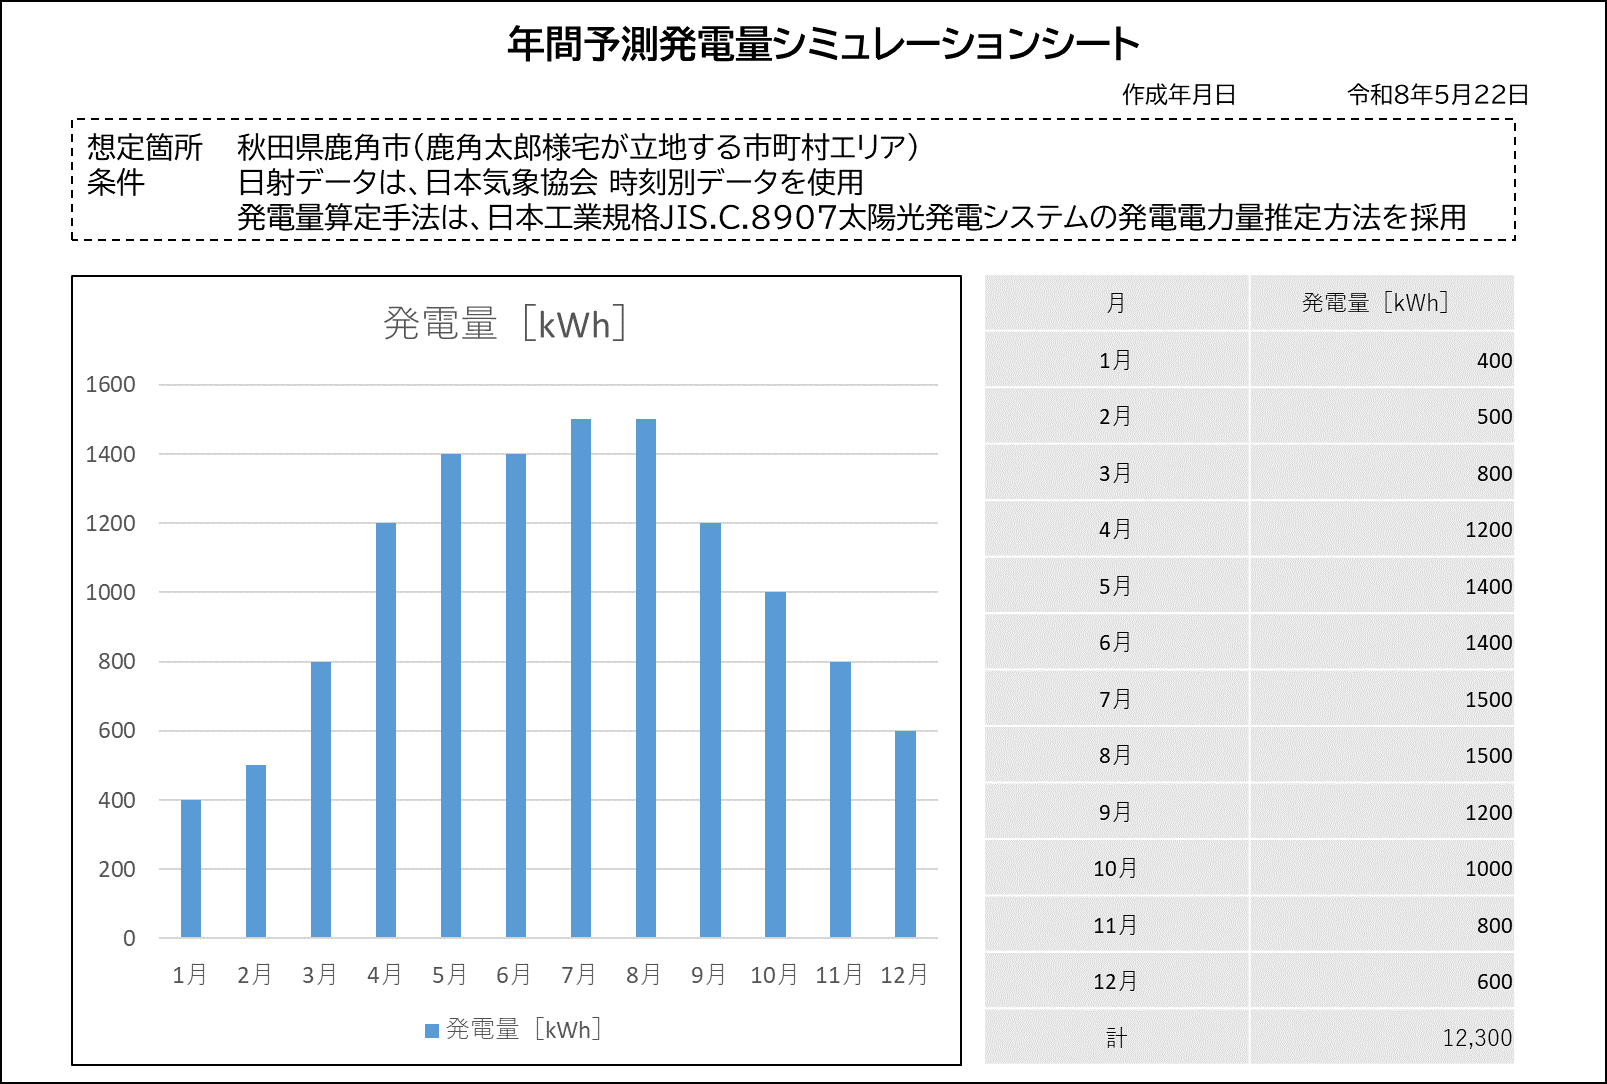 年間予測発電量シミュレーションシート
作成年月日 令和8年5月22日
想定箇所 秋田県鹿角市(鹿角太郎様宅が立地する市町村エリア)
条件 日射データは、日本気象協会 時刻別データを使用
発電量算定手法は、日本工業規格JIS.C.8907太陽光発電システムの発電電力量推定方法を採用
発電量［kWh］
1600
1400
1200
1000
800
600
400
200
0
1月 2月 3月 4月 5月 6月 7月 8月 9月 10月 11月 12月
発電量［kWh］
月 発電量［kWh］
1月 400
2月 500
3月 800
4月 1200
5月 1400
6月 1400
7月 1500
8月 1500
9月 1200
10月 1000
11月 800
12月 600
計 12,300